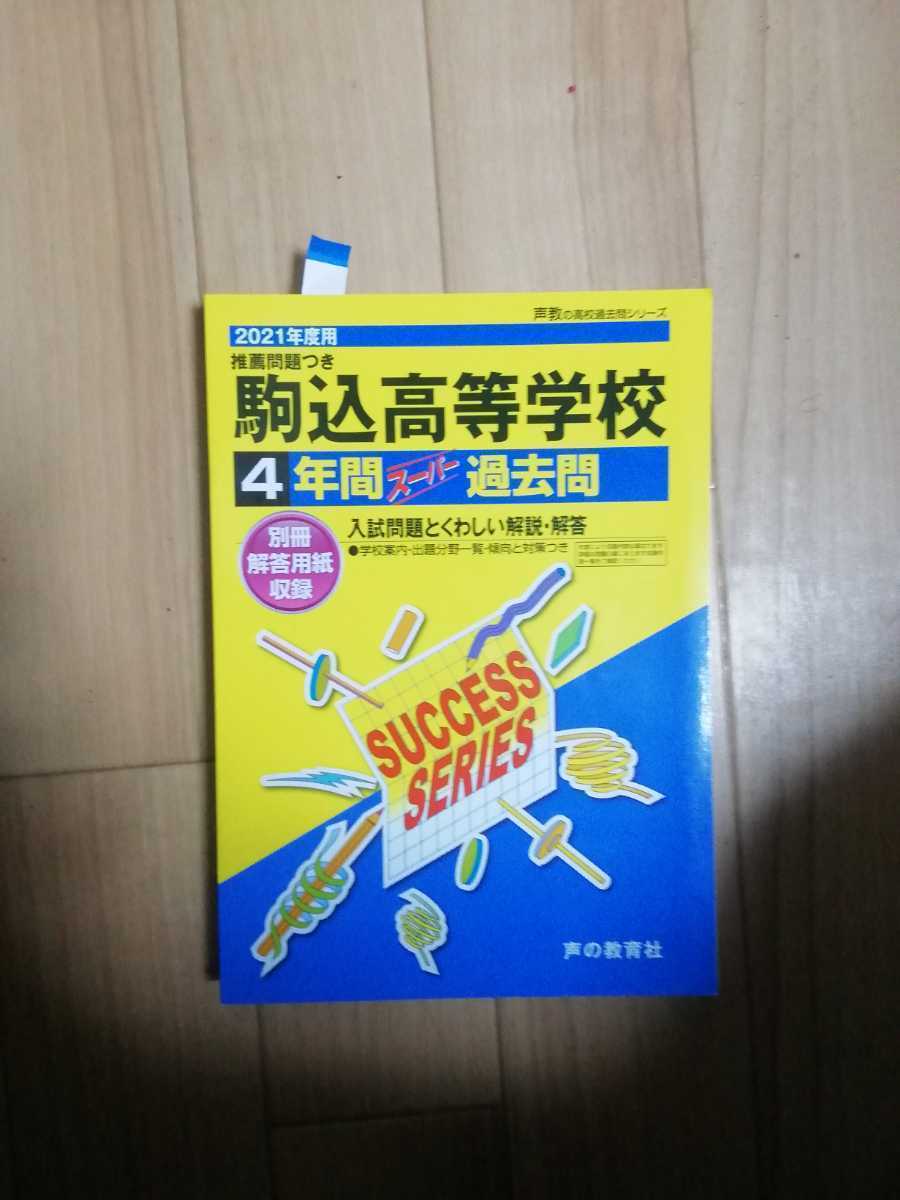 声教の高校過去問シリーズ
2021年度用
推薦問題つき
駒込高等学校
4年間スーパー過去問
別冊
解答用紙
収録
入試問題とくわしい解説・解答
●学校案内・出題分野一覧・傾向と対策つき
SUCCESS
SERIES
声の教育社